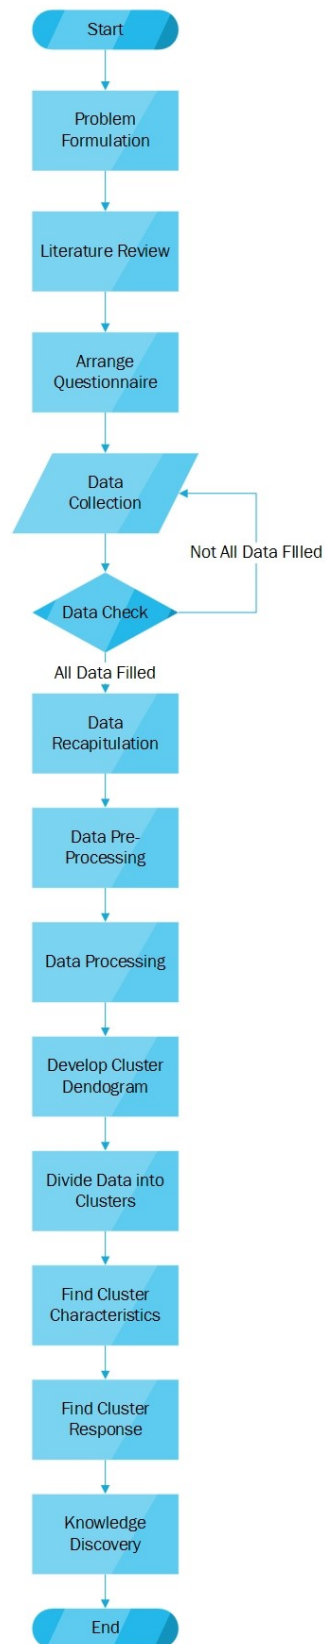 Start
Problem
Formulation
Literature Review
Arrange
Questionnaire
Data
Collection
Not All Data FIlled
Data Check
All Data Filled
Data
Recapitulation
Data Pre-
Processing
Data Processing
Develop Cluster
Dendogram
Divide Data into
Clusters
Find Cluster
Characteristics
Find Cluster
Response
Knowledge
Discovery
End